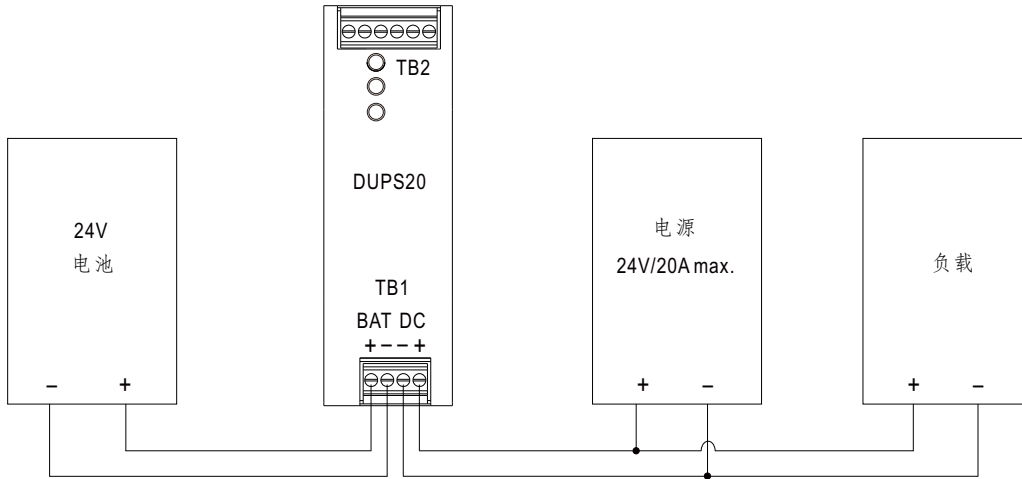 TB2
DUPS20
TB1
BAT DC
+ − − +
24V
电池
− +
电源
24V/20A max.
+ −
负载
+ −